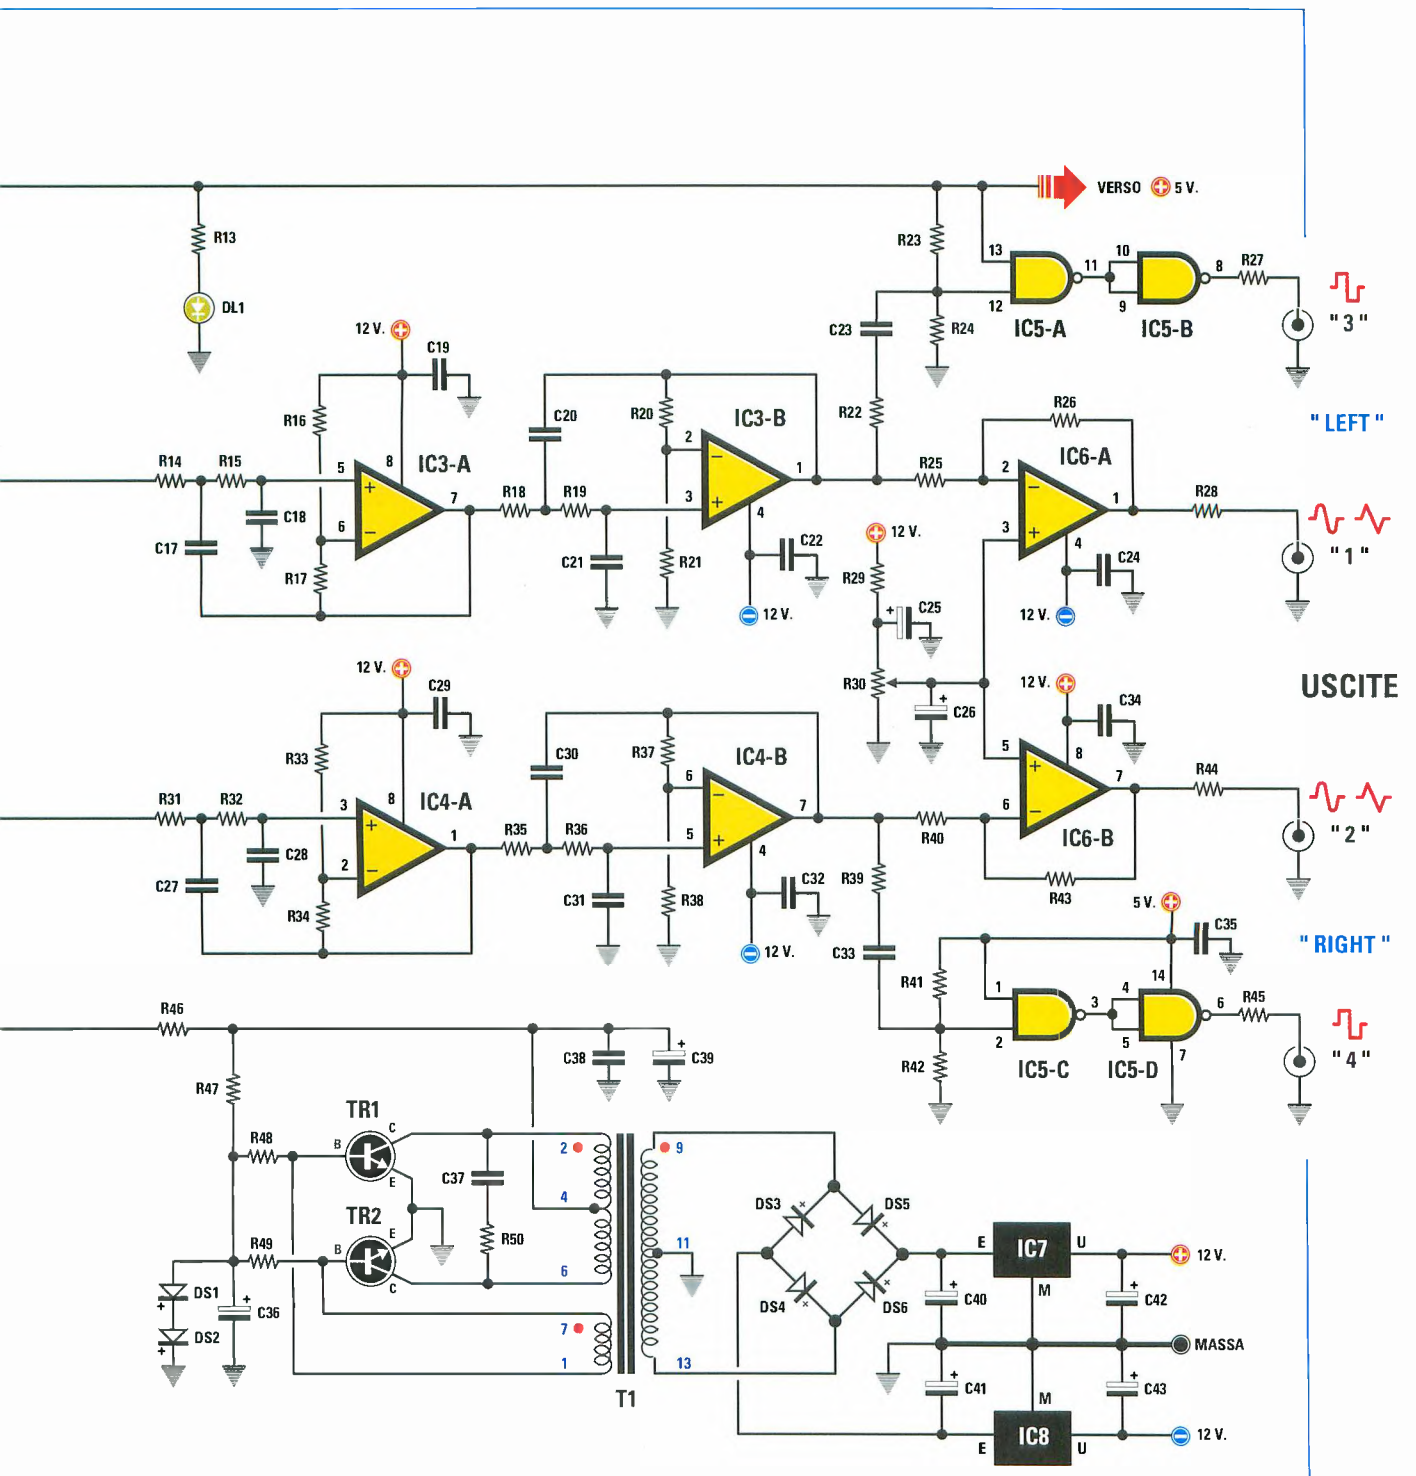 VERSO + 5 V.
R13
R23
13
11
10
8
R27
DL1
12
9
R24
IC5-A
IC5-B
" 3 "
12 V. +
C19
C23
R16
C20
R20
IC3-B
R22
R26
" LEFT "
R14
R15
5
8
IC3-A
2
−
1
R25
2
−
IC6-A
+
7
R18
R19
3
+
4
3
+
1
R28
C17
C18
6
−
R17
C21
R21
C22
+ 12 V.
R29
4
C24
" 1 "
− 12 V.
+
C25
12 V. −
12 V. +
C29
R30
+
C26
12 V. +
C34
USCITE
R33
C30
R37
IC4-B
5
+
8
R31
R32
3
8
IC4-A
6
−
7
R40
6
−
7
R44
+
1
R35
R36
5
+
4
IC6-B
" 2 "
C27
C28
2
−
R34
C31
R38
C32
R39
R43
5 V. +
− 12 V.
C33
C35
" RIGHT "
R41
1
3
4
14
6
R45
R46
2
5
7
C38
+
C39
R42
IC5-C
IC5-D
" 4 "
R47
TR1
R48
B
C
E
2
9
C37
4
DS3
×
DS5
×
TR2
R49
B
E
C
R50
6
11
E
IC7
U
+ 12 V.
DS1
+
+
C36
DS4
×
DS6
×
+
C40
M
+
C42
DS2
+
7
1
13
MASSA
T1
+
C41
M
+
C43
E
IC8
U
− 12 V.